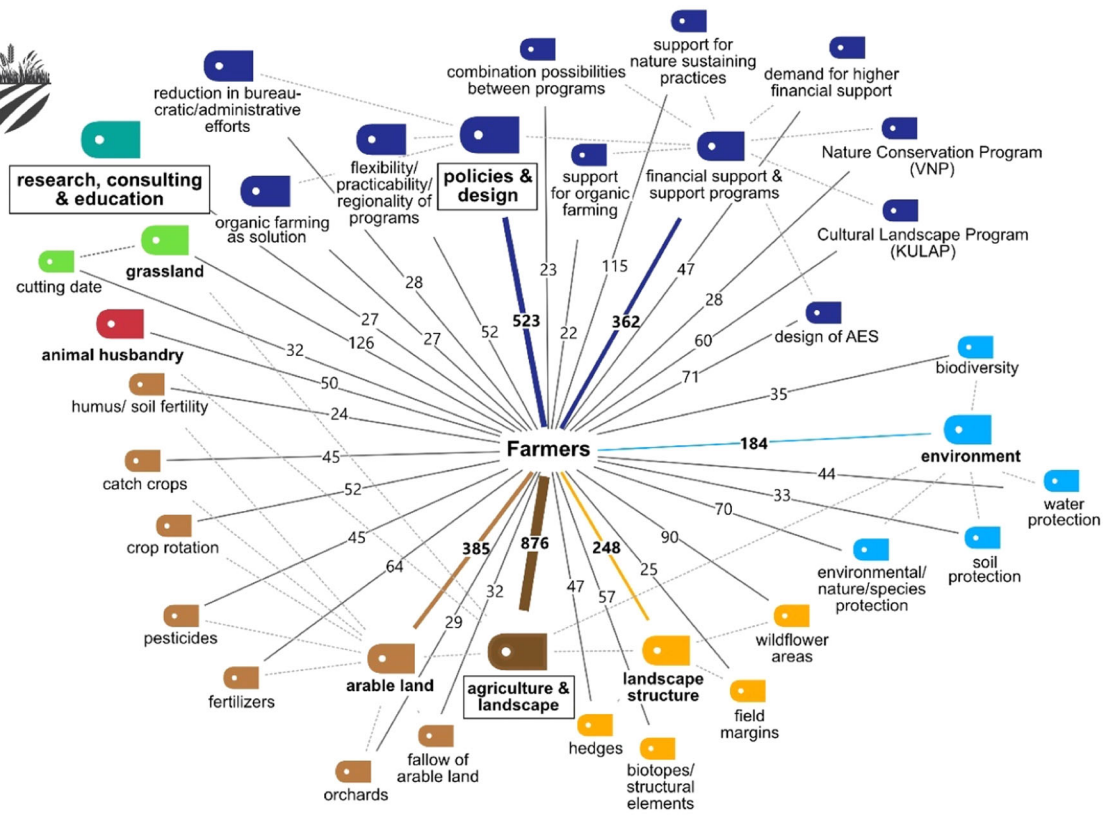 support for
nature sustaining
practices
combination possibilities
between programs
demand for higher
financial support
reduction in bureau-
cratic/administrative
efforts
research, consulting
& education
flexibility/
practicability/
regionality of
programs
policies &
design
support
for organic
farming
financial support &
support programs
Nature Conservation Program
(VNP)
organic farming
as solution
Cultural Landscape Program
(KULAP)
grassland
cutting date
design of AES
animal husbandry
biodiversity
humus/ soil fertility
Farmers
environment
catch crops
water
protection
crop rotation
soil
protection
environmental/
nature/species
protection
pesticides
wildflower
areas
fertilizers
arable land
agriculture &
landscape
landscape
structure
field
margins
hedges
fallow of
arable land
orchards
biotopes/
structural
elements
23
115
47
28
28
27
126
27
52
523
22
362
60
71
32
50
24
35
45
184
44
52
33
70
45
90
64
385
876
248
25
32
47
57
29